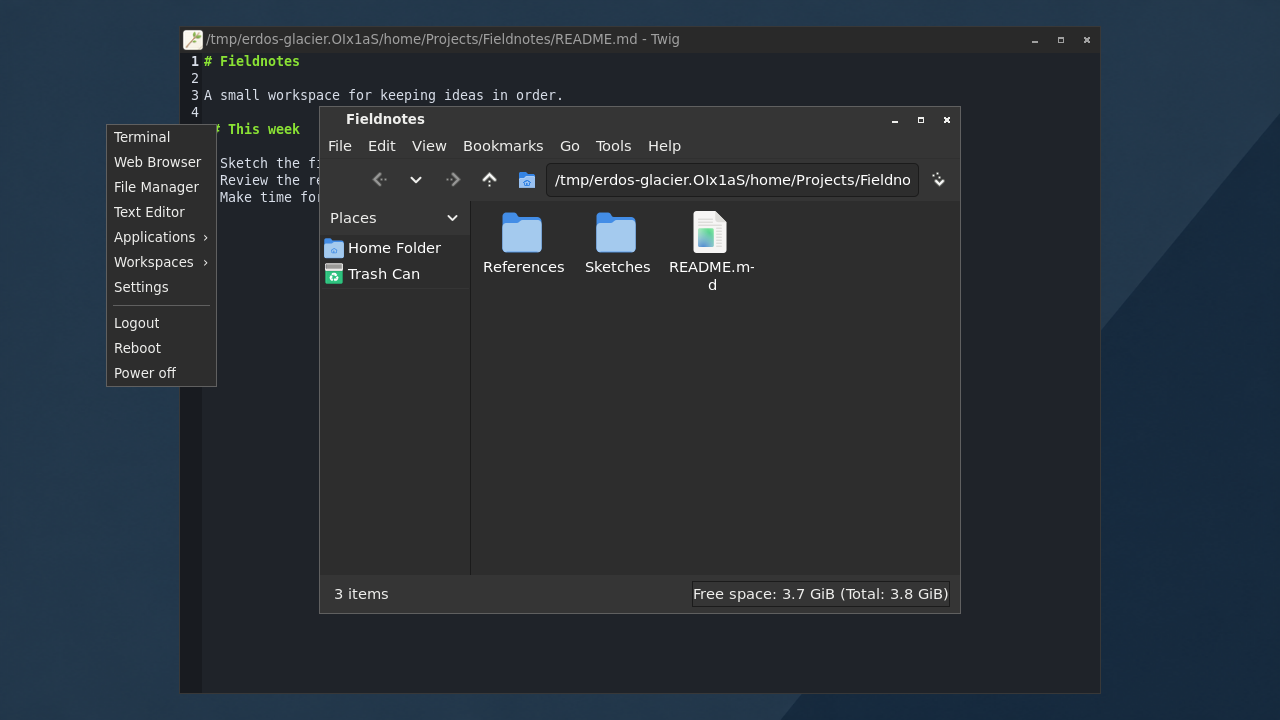 /tmp/erdos-glacier.OIx1aS/home/Projects/Fieldnotes/README.md - Twig
1 # Fieldnotes
2
3 A small workspace for keeping ideas in order.
4
# This week
Sketch the
Review the
Make time
Terminal
Web Browser
File Manager
Text Editor
Applications ›
Workspaces ›
Settings
Logout
Reboot
Power off
Fieldnotes
File Edit View Bookmarks Go Tools Help
/tmp/erdos-glacier.OIx1aS/home/Projects/Fieldno
Places
Home Folder
Trash Can
References
Sketches
README.m-
d
3 items
Free space: 3.7 GiB (Total: 3.8 GiB)